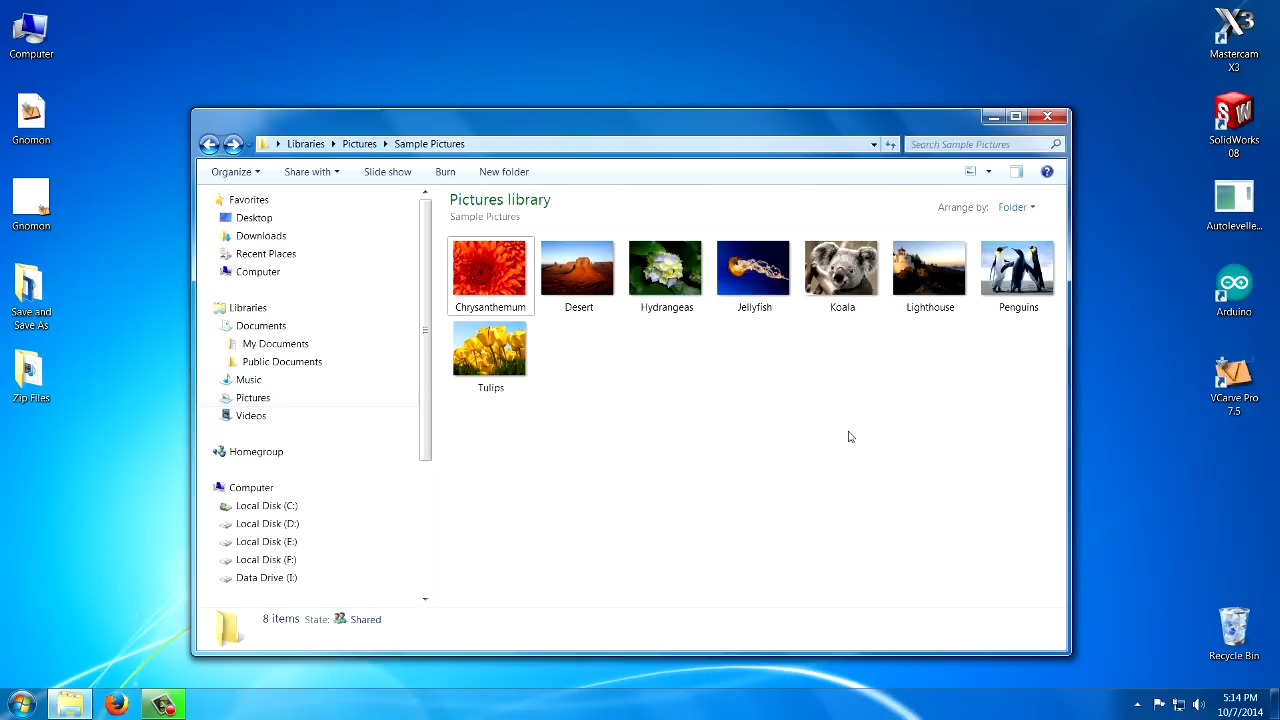 Computer
Gnomon
Gnomon
Save and
Save As
Zip Files
Mastercam
X3
SolidWorks
08
Autolevelle...
Arduino
VCarve Pro
7.5
Recycle Bin
Libraries
Pictures
Sample Pictures
Search Sample Pictures
Organize
Share with
Slide show
Burn
New folder
Favorites
Desktop
Downloads
Recent Places
Computer
Libraries
Documents
My Documents
Public Documents
Music
Pictures
Videos
Homegroup
Computer
Local Disk (C:)
Local Disk (D:)
Local Disk (E:)
Local Disk (F:)
Data Drive (I:)
Pictures library
Sample Pictures
Arrange by: Folder
Chrysanthemum
Desert
Hydrangeas
Jellyfish
Koala
Lighthouse
Penguins
Tulips
8 items State: Shared
5:14 PM
10/7/2014